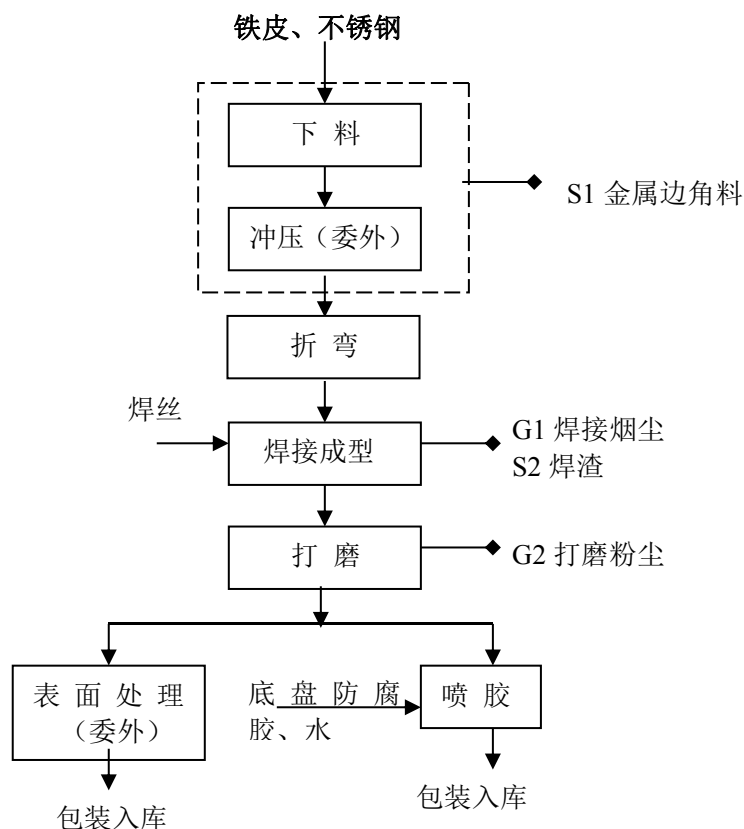 铁皮、不锈钢
下 料
S1 金属边角料
冲压（委外）
折 弯
焊丝
焊接成型
G1 焊接烟尘
S2 焊渣
打 磨
G2 打磨粉尘
表 面 处 理
（委外）
底 盘 防 腐
胶、水
喷 胶
包装入库
包装入库